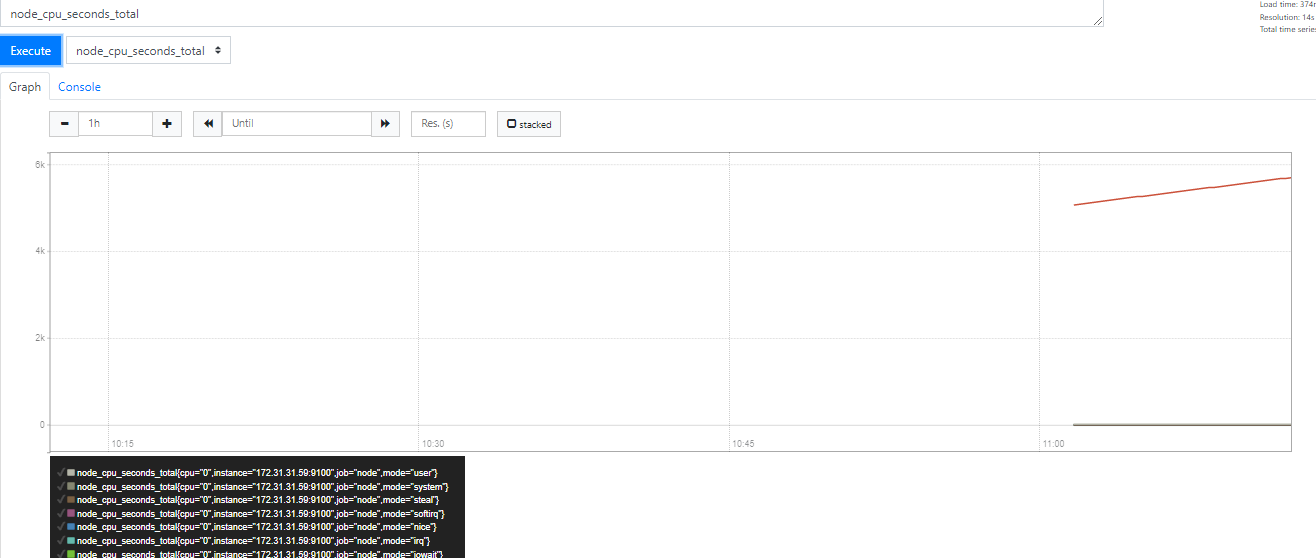 node_cpu_seconds_total
Load time: 374m
Resolution: 14s
Total time series
Execute
node_cpu_seconds_total
Graph
Console
1h
Until
Res. (s)
stacked
6k
4k
2k
0
10:15
10:30
10:45
11:00
node_cpu_seconds_total{cpu="0",instance="172.31.31.59:9100",job="node",mode="user"}
node_cpu_seconds_total{cpu="0",instance="172.31.31.59:9100",job="node",mode="system"}
node_cpu_seconds_total{cpu="0",instance="172.31.31.59:9100",job="node",mode="steal"}
node_cpu_seconds_total{cpu="0",instance="172.31.31.59:9100",job="node",mode="softirq"}
node_cpu_seconds_total{cpu="0",instance="172.31.31.59:9100",job="node",mode="nice"}
node_cpu_seconds_total{cpu="0",instance="172.31.31.59:9100",job="node",mode="irq"}
node_cpu_seconds_total{cpu="0",instance="172.31.31.59:9100",job="node",mode="iowait"}